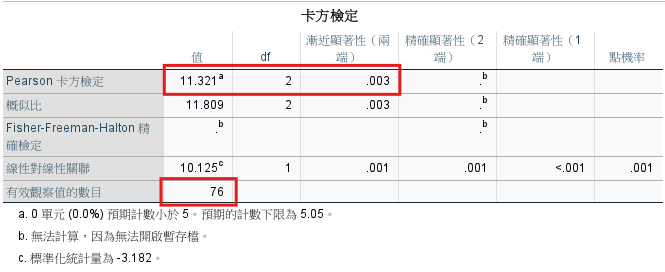 卡方檢定
值 df 漸近顯著性（兩端） 精確顯著性（2端） 精確顯著性（1端） 點機率
Pearson 卡方檢定 11.321a 2 .003 .b
概似比 11.809 2 .003 .b
Fisher-Freeman-Halton 精確檢定 .b .b
線性對線性關聯 10.125c 1 .001 .001 <.001 .001
有效觀察值的數目 76
a. 0 單元 (0.0%) 預期計數小於 5。預期的計數下限為 5.05。
b. 無法計算，因為無法開啟暫存檔。
c. 標準化統計量為 -3.182。